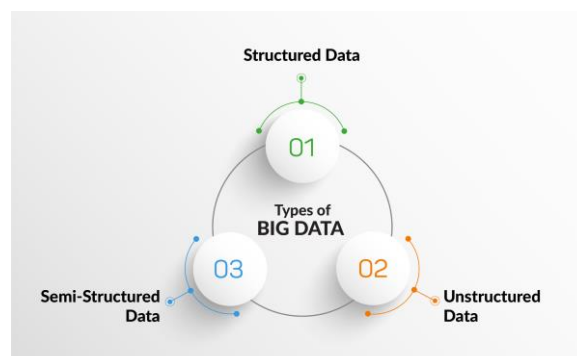 Structured Data
01
Types of
BIG DATA
03
02
Semi-Structured
Data
Unstructured
Data